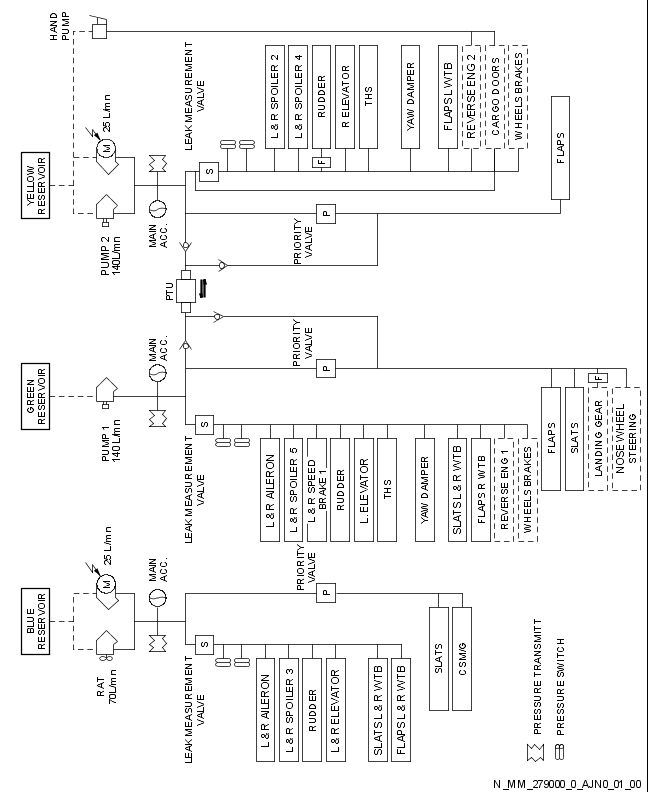 HAND
PUMP
YELLOW
RESERVOIR
M
25 L/mn
PUMP 2
140L/mn
MAIN
ACC.
LEAK MEASUREMENT
VALVE
S
L & R SPOILER 2
L & R SPOILER 4
RUDDER
F
R ELEVATOR
THS
YAW DAMPER
FLAPS L WTB
REVERSE ENG 2
CARGO DOORS
WHEELS BRAKES
PRIORITY
VALVE
P
FLAPS
PTU
GREEN
RESERVOIR
PUMP 1
140 L/mn
MAIN
ACC.
PRIORITY
VALVE
P
FLAPS
SLATS
F
LANDING GEAR
NOSE WHEEL
STEERING
LEAK MEASUREMENT
VALVE
S
L & R AILERON
L & R SPOILER 5
L & R SPEED
BRAKE 1
RUDDER
L.ELEVATOR
THS
YAW DAMPER
SLATS L & R WTB
FLAPS R WTB
REVERSE ENG 1
WHEELS BRAKES
BLUE
RESERVOIR
M
25 L/mn
RAT
70L/mn
MAIN
ACC.
PRIORITY
VALVE
P
SLATS
CSM/G
LEAK MEASUREMENT
VALVE
S
L & R AILERON
L & R SPOILER 3
RUDDER
L & R ELEVATOR
SLATS L & R WTB
FLAPS L & R WTB
PRESSURE TRANSMITT
PRESSURE SWITCH
N_MM_279000_0_AJN0_01_00